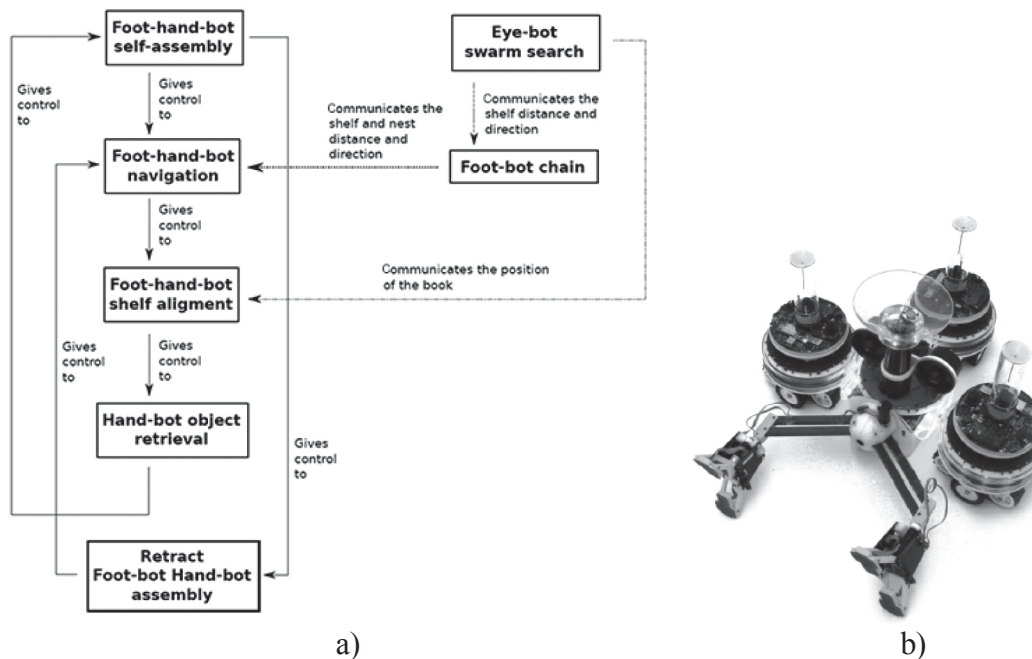 Foot-hand-bot
self-assembly
Eye-bot
swarm search
Gives
control
to
Gives
control
to
Communicates the
shelf and nest
distance and
direction
Communicates the
shelf distance and
direction
Foot-hand-bot
navigation
Foot-bot chain
Gives
control
to
Foot-hand-bot
shelf aligment
Communicates the position
of the book
Gives
control
to
Gives
control
to
Hand-bot object
retrieval
Gives
control
to
Retract
Foot-bot Hand-bot
assembly
a)
b)